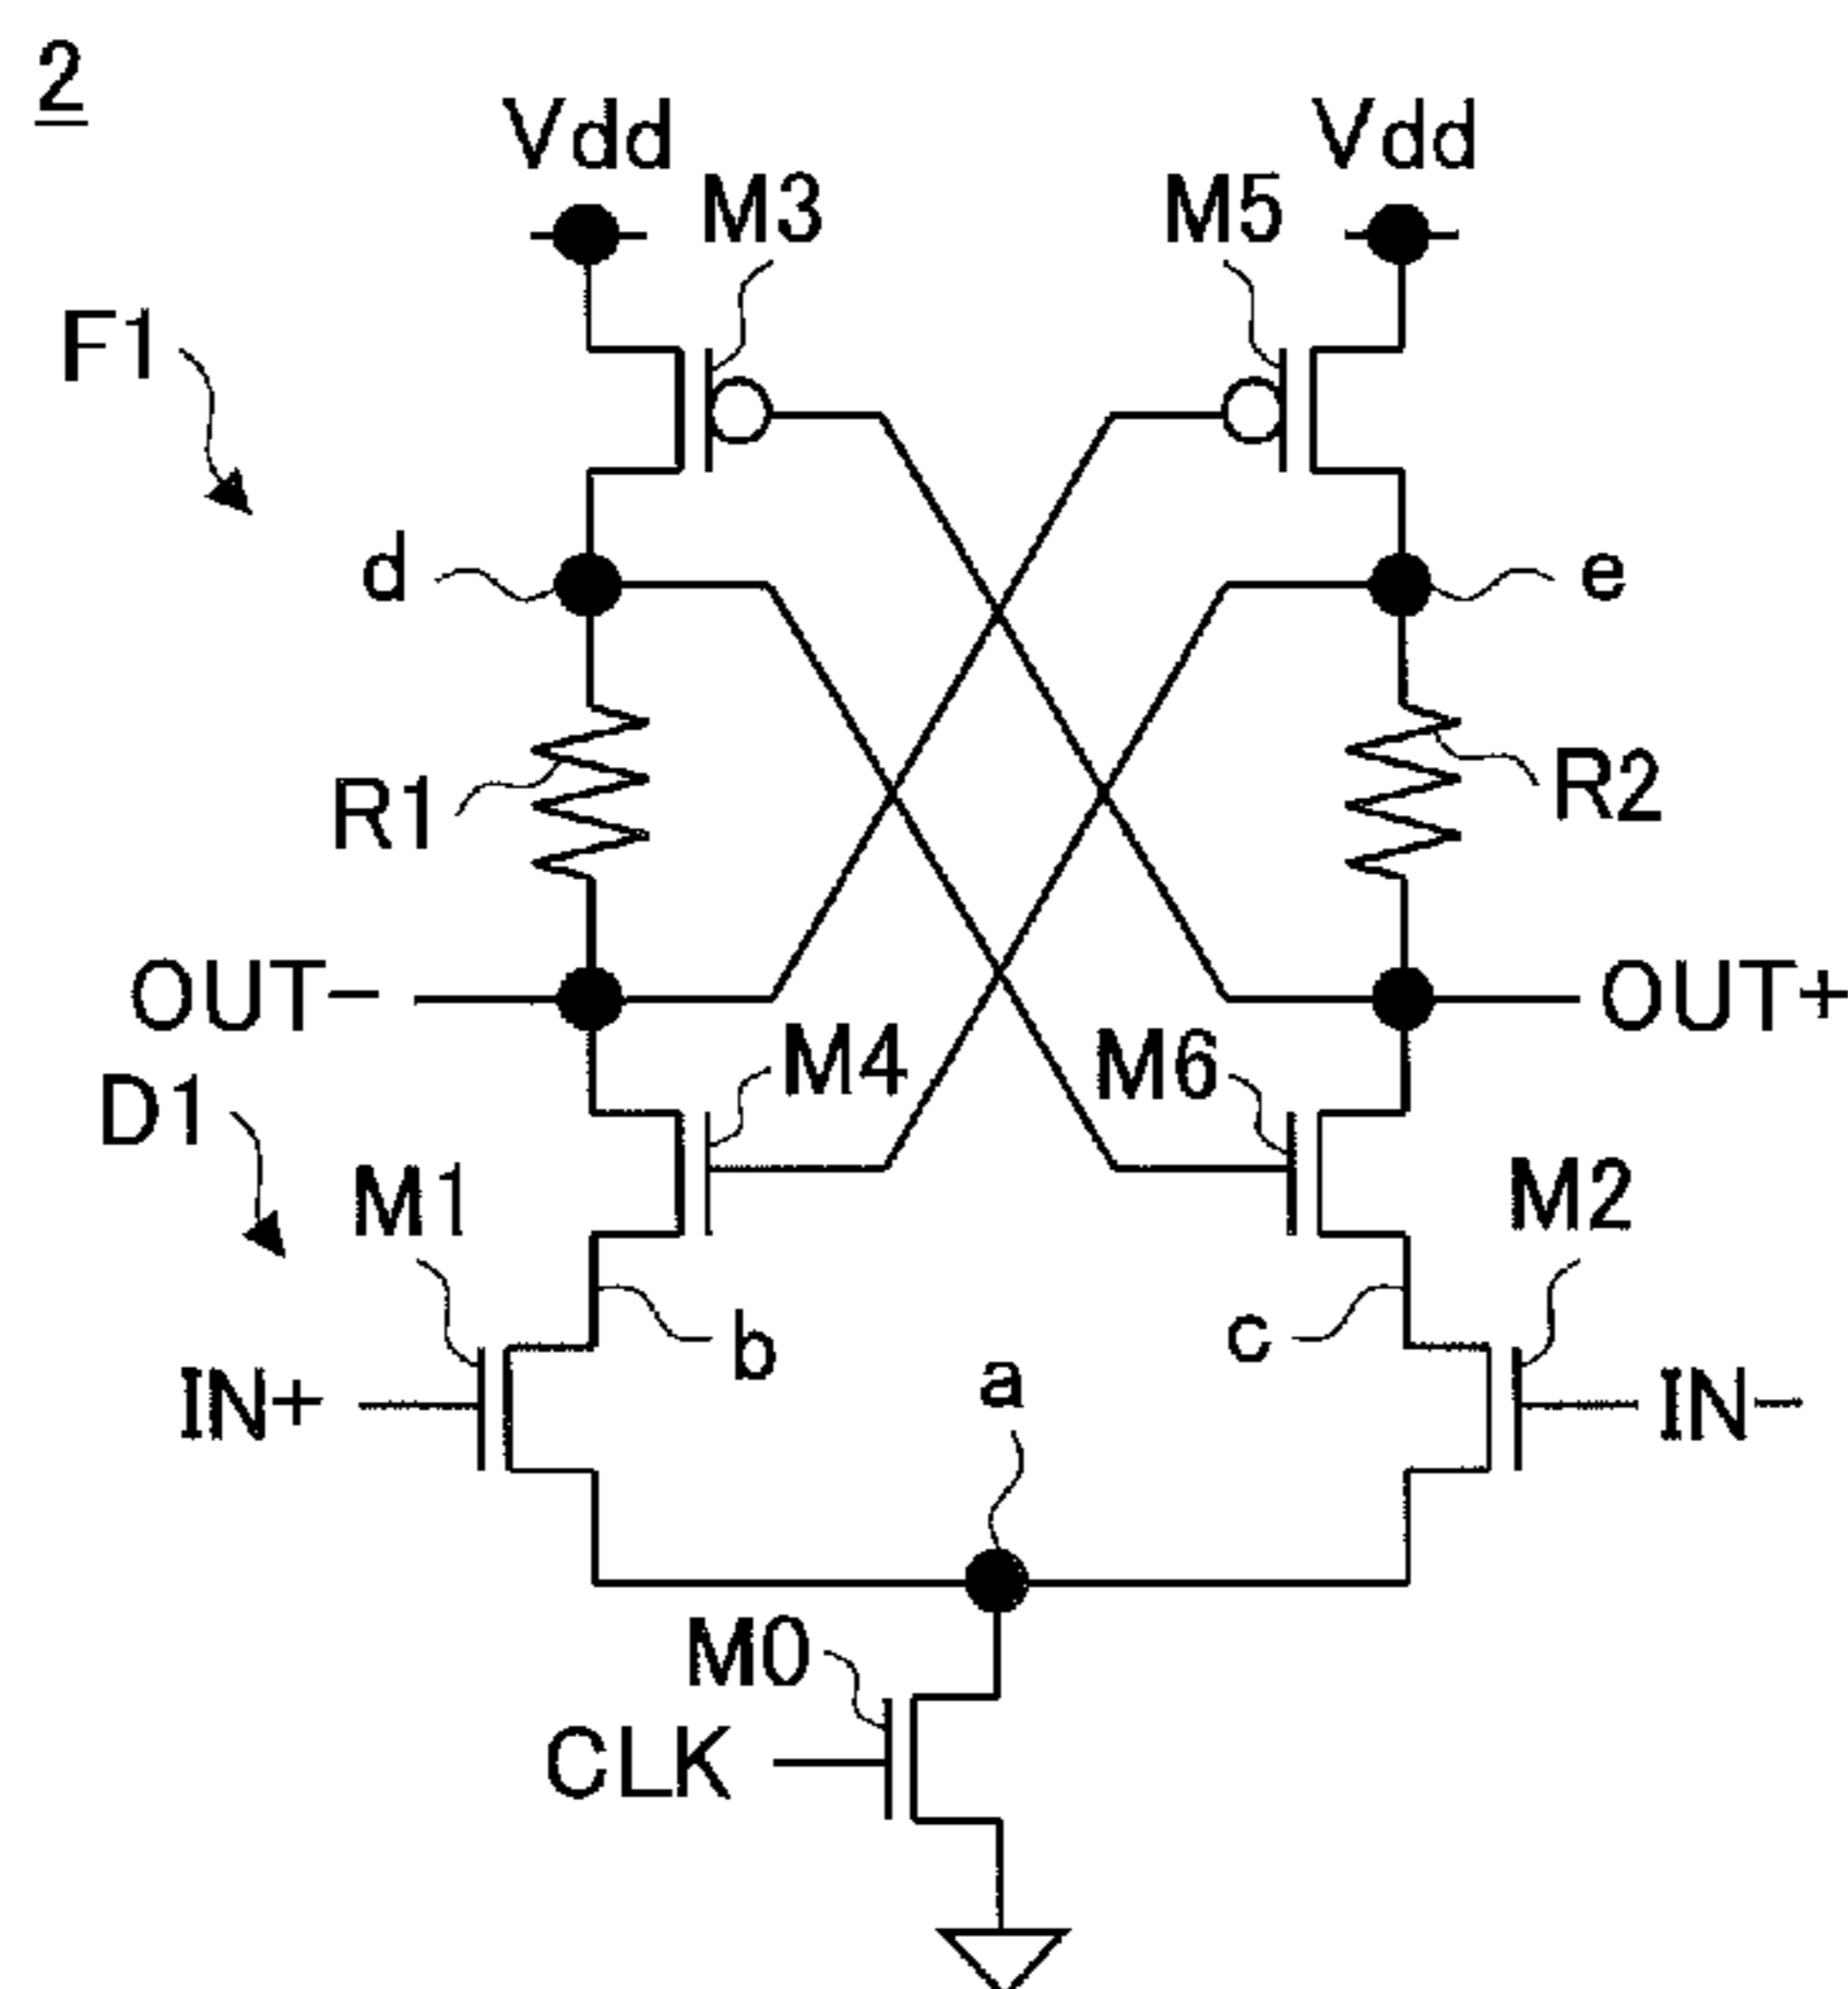 2
Vdd Vdd
M3 M5
F1
d e
R1 R2
OUT- OUT+
M4 M6
D1
M1 M2
b c
a
IN+ IN-
M0
CLK